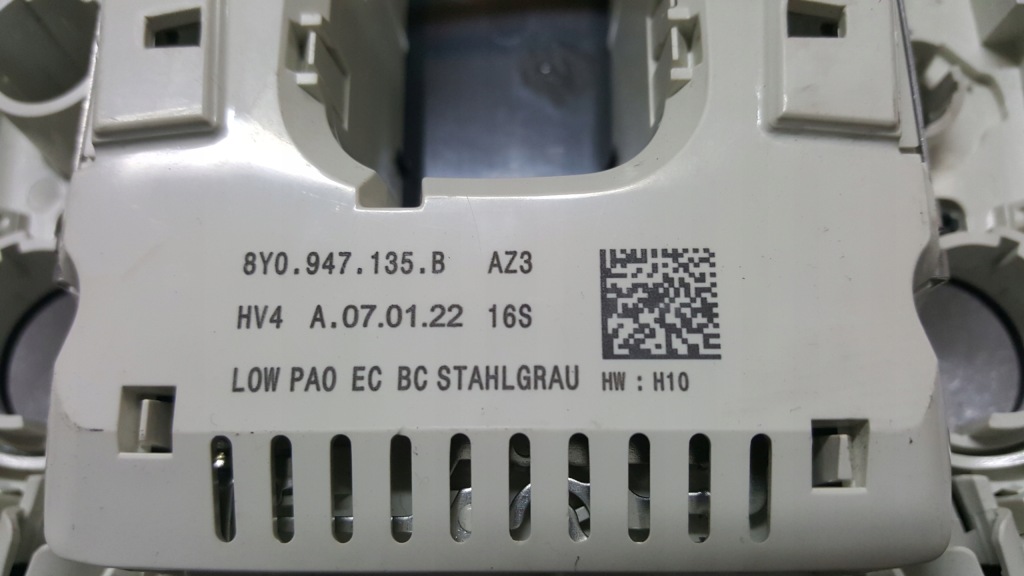 8Y0.947.135.B AZ3
HV4 A.07.01.22 16S
LOW PAO EC BC STAHLGRAU HW : H10